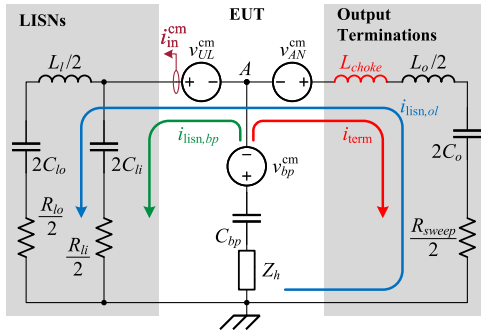 LISNs
EUT
Output
Terminations
i_in^cm
L_l/2
v_UL^cm
A
v_AN^cm
L_choke
L_o/2
i_lisn,ol
i_lisn,bp
i_term
2C_lo
2C_li
v_bp^cm
2C_o
R_lo/2
R_li/2
C_bp
Z_h
R_sweep/2
+ −
− +
−
+